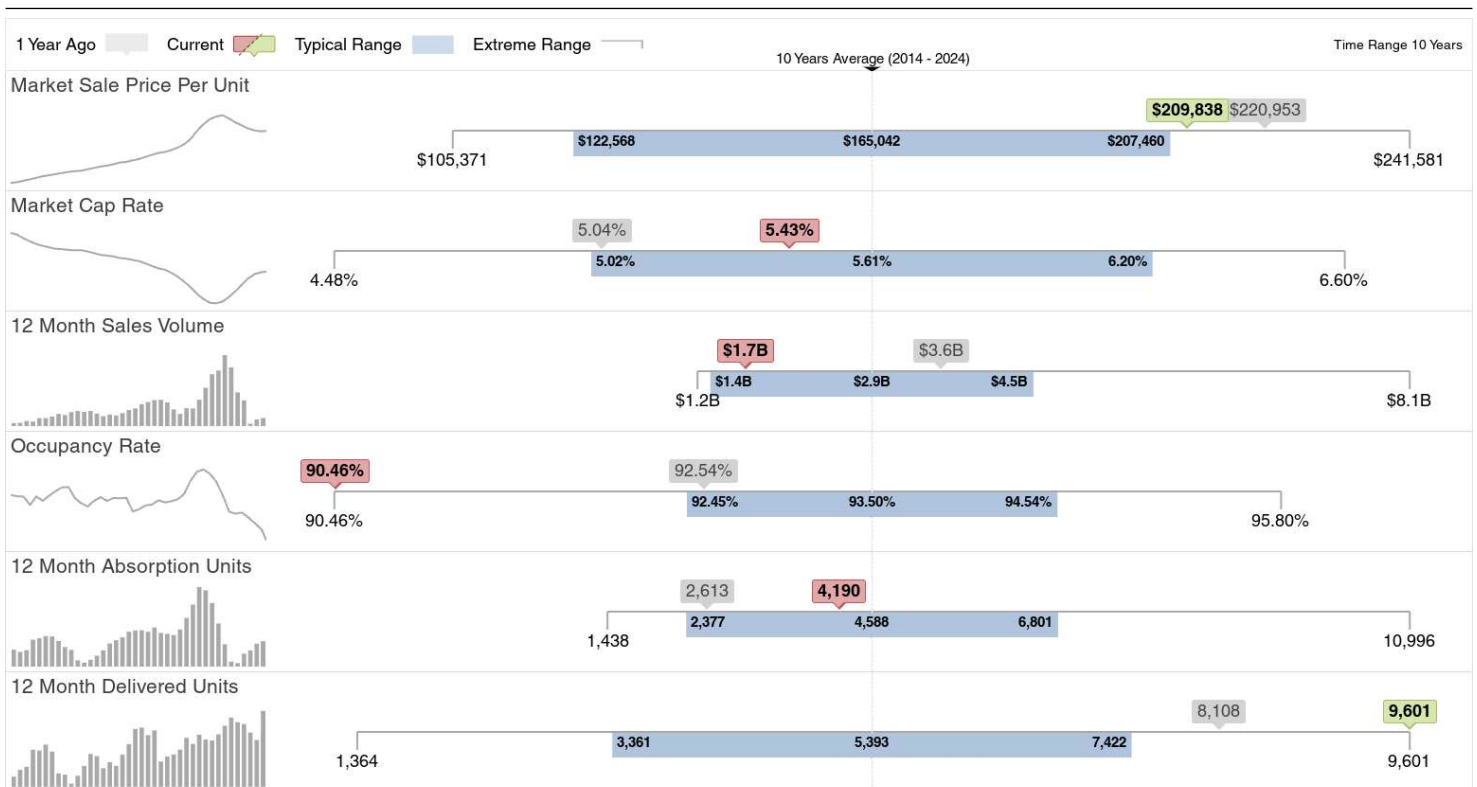 1 Year Ago Current Typical Range Extreme Range 10 Years Average (2014 - 2024) Time Range 10 Years
Market Sale Price Per Unit
$209,838 $220,953
$122,568 $165,042 $207,460
$105,371 $241,581
Market Cap Rate
5.04% 5.43%
5.02% 5.61% 6.20%
4.48% 6.60%
12 Month Sales Volume
$1.7B $3.6B
$1.4B $2.9B $4.5B
$1.2B $8.1B
Occupancy Rate
90.46% 92.54%
92.45% 93.50% 94.54%
90.46% 95.80%
12 Month Absorption Units
2,613 4,190
2,377 4,588 6,801
1,438 10,996
12 Month Delivered Units
8,108 9,601
3,361 5,393 7,422
1,364 9,601